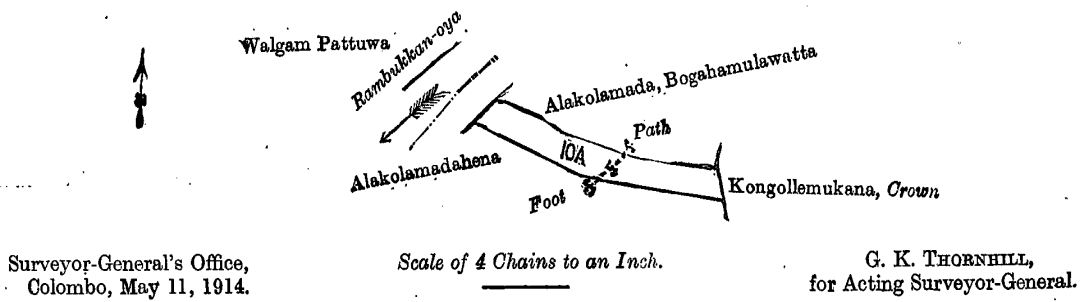 Walgam Pattuwa
Rambukkan-oya
Alakolamada, Bogahamulawatta
Path
10A
Alakolamadahena
Foot
Kongollemukana, Crown
Surveyor-General's Office,
Colombo, May 11, 1914.
Scale of 4 Chains to an Inch.
G. K. THORNHILL,
for Acting Surveyor-General.